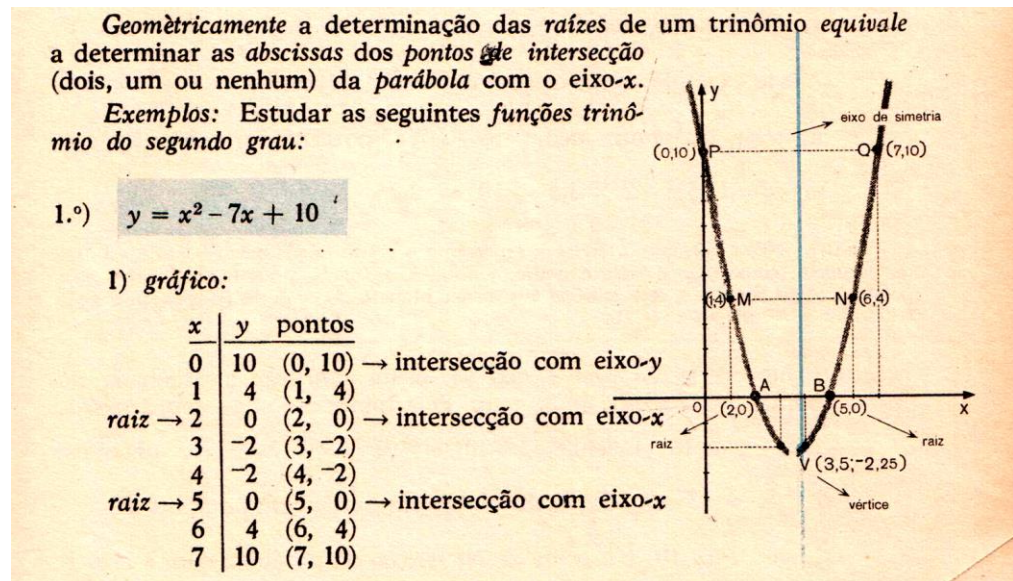 Geomètricamente a determinação das raízes de um trinômio equivale
a determinar as abscissas dos pontos de intersecção
(dois, um ou nenhum) da parábola com o eixo-x.
Exemplos: Estudar as seguintes funções trinô-
mio do segundo grau:
1.º) y = x² - 7x + 10
1) gráfico:
x y pontos
0 10 (0, 10) → intersecção com eixo-y
1 4 (1, 4)
raiz → 2 0 (2, 0) → intersecção com eixo-x
3 ⁻2 (3, ⁻2)
4 ⁻2 (4, ⁻2)
raiz → 5 0 (5, 0) → intersecção com eixo-x
6 4 (6, 4)
7 10 (7, 10)
y
eixo de simetria
(0,10) P Q (7,10)
(1,4) M N (6,4)
A B
0 (2,0) (5,0) x
raiz raiz
V (3,5;⁻2,25)
vértice